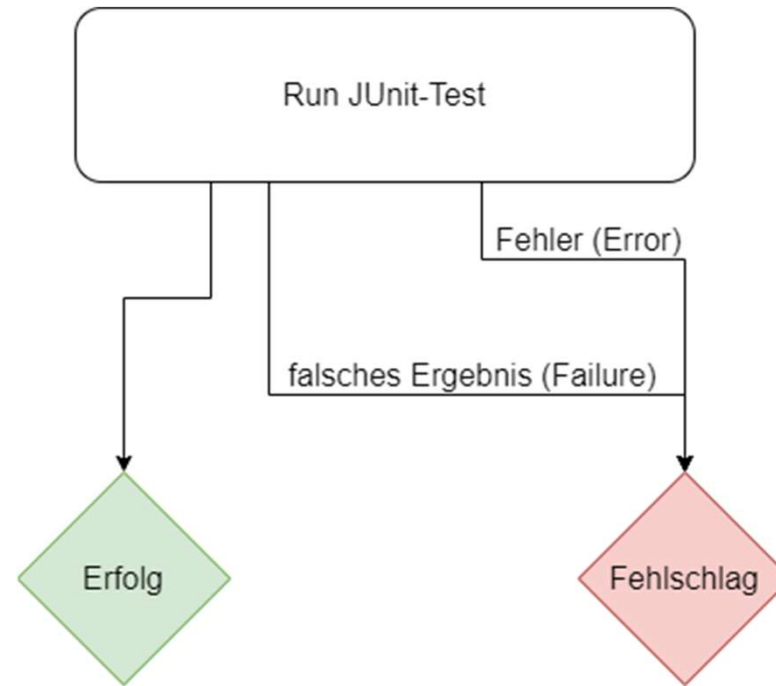 Run JUnit-Test
Fehler (Error)
falsches Ergebnis (Failure)
Erfolg
Fehlschlag